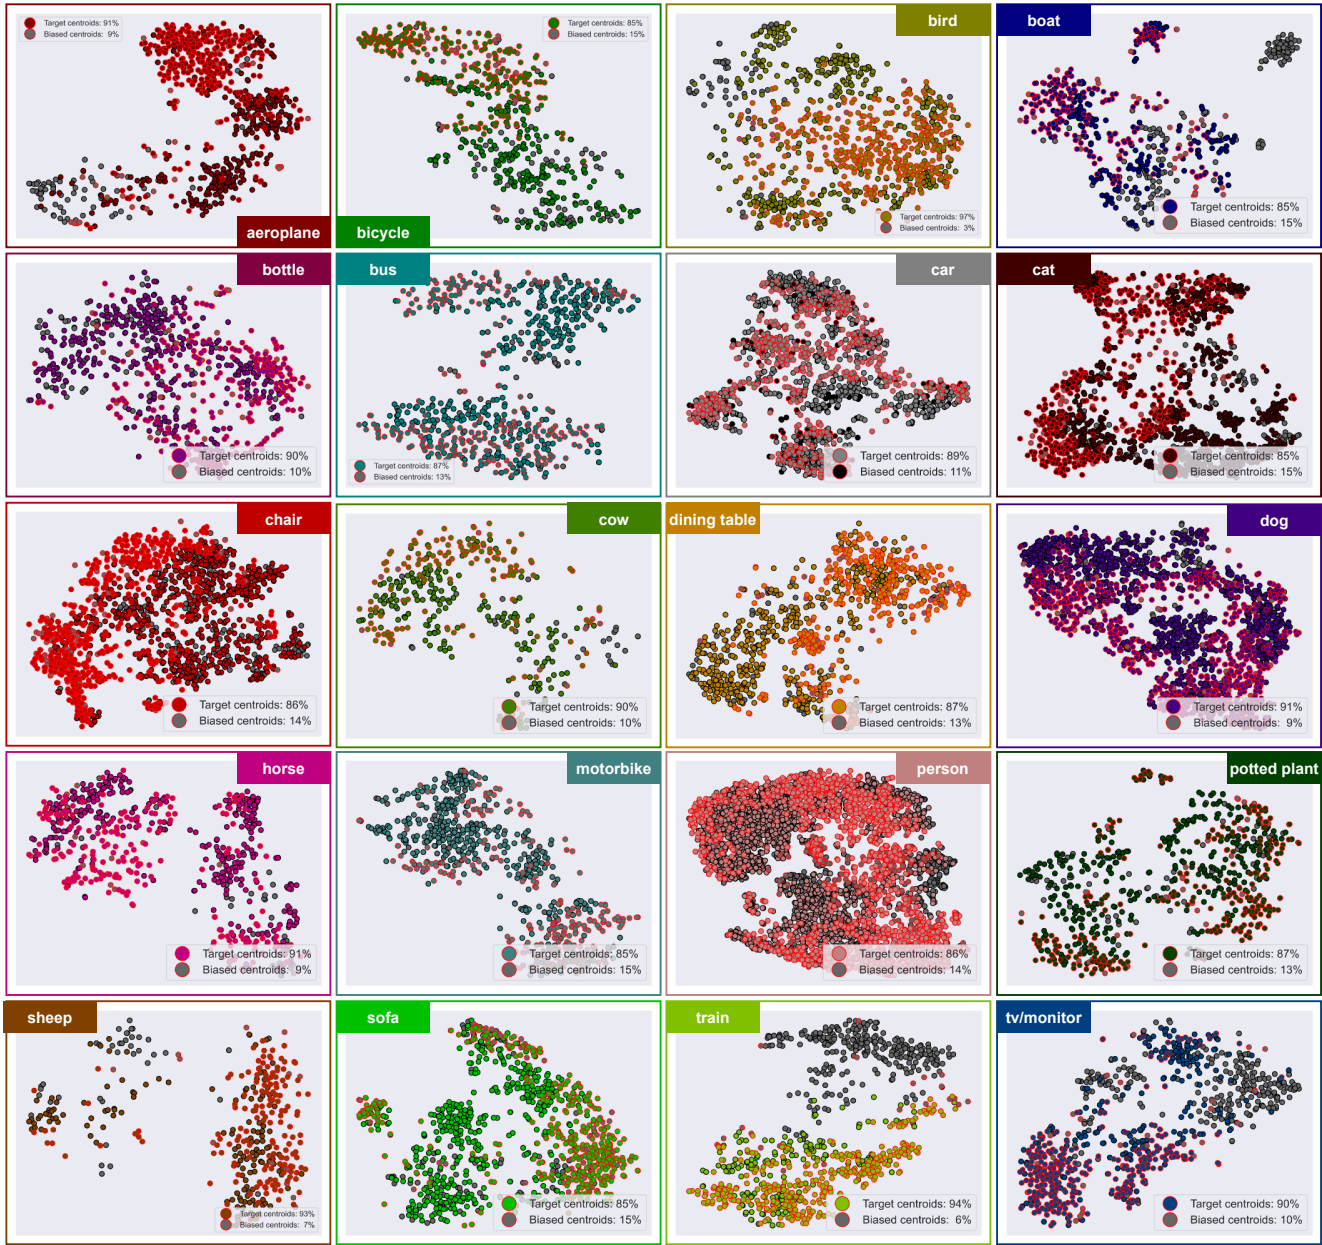 Target centroids: 91%
Biased centroids: 9%
aeroplane
Target centroids: 85%
Biased centroids: 15%
bicycle
bird
Target centroids: 97%
Biased centroids: 3%
boat
Target centroids: 85%
Biased centroids: 15%
bottle
Target centroids: 90%
Biased centroids: 10%
bus
Target centroids: 87%
Biased centroids: 13%
car
Target centroids: 89%
Biased centroids: 11%
cat
Target centroids: 85%
Biased centroids: 15%
chair
Target centroids: 86%
Biased centroids: 14%
cow
Target centroids: 90%
Biased centroids: 10%
dining table
Target centroids: 87%
Biased centroids: 13%
dog
Target centroids: 91%
Biased centroids: 9%
horse
Target centroids: 91%
Biased centroids: 9%
motorbike
Target centroids: 85%
Biased centroids: 15%
person
Target centroids: 86%
Biased centroids: 14%
potted plant
Target centroids: 87%
Biased centroids: 13%
sheep
Target centroids: 93%
Biased centroids: 7%
sofa
Target centroids: 85%
Biased centroids: 15%
train
Target centroids: 94%
Biased centroids: 6%
tv/monitor
Target centroids: 90%
Biased centroids: 10%